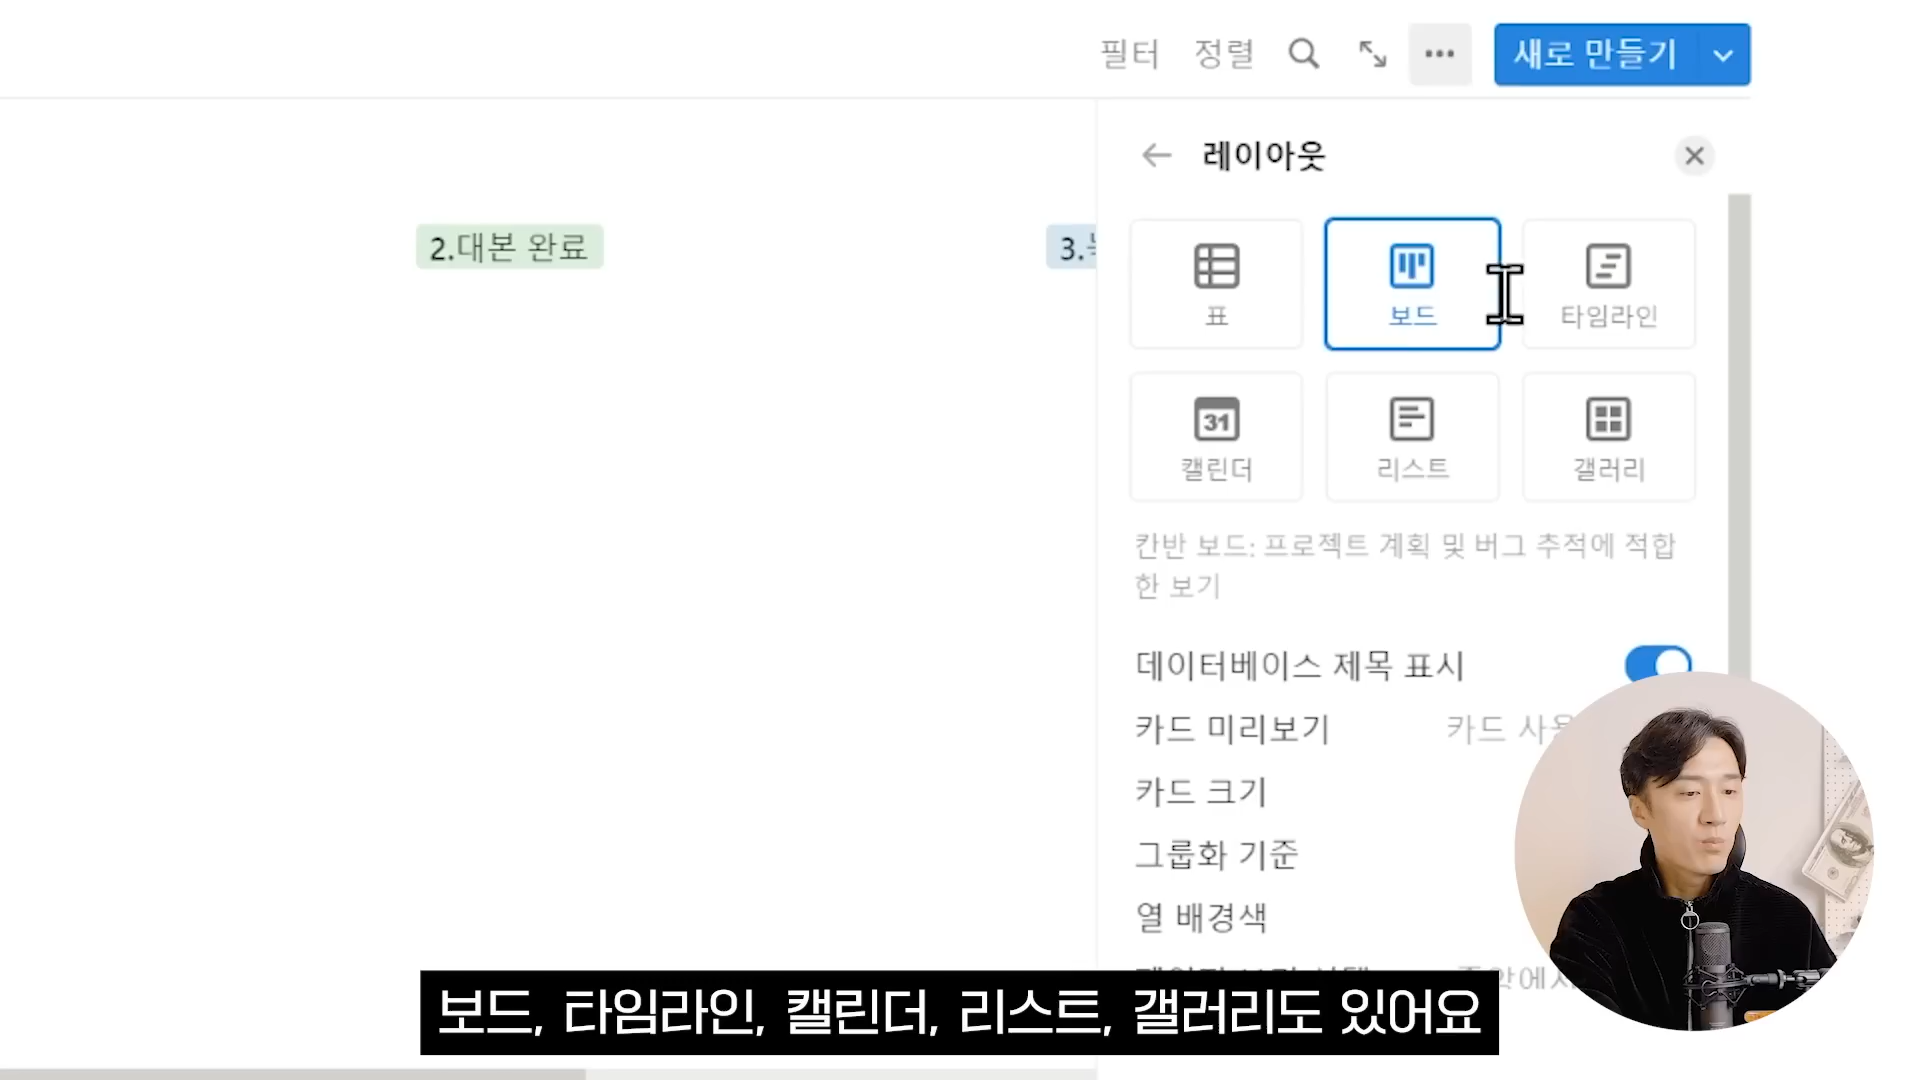 필터 정렬 새로 만들기
레이아웃
2.대본 완료
3.
표 보드 타임라인
31
캘린더 리스트 갤러리
칸반 보드: 프로젝트 계획 및 버그 추적에 적합
한 보기
데이터베이스 제목 표시
카드 미리보기 카드
카드 크기
그룹화 기준
열 배경색
보드, 타임라인, 캘린더, 리스트, 갤러리도 있어요